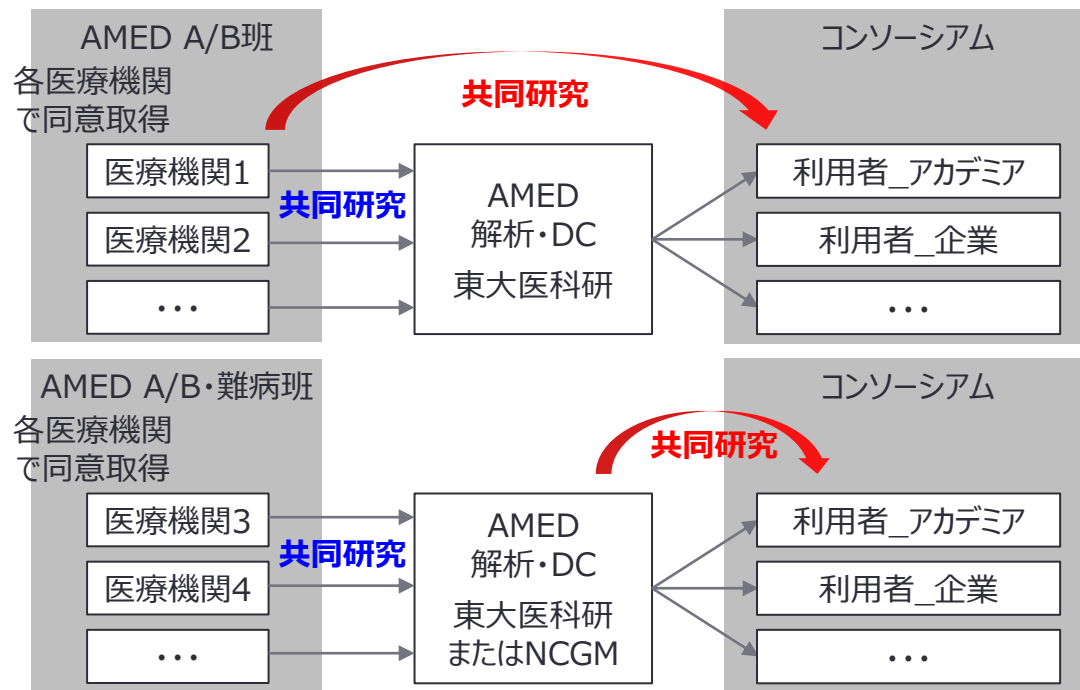 AMED A/B班
各医療機関
で同意取得
医療機関1
医療機関2
・・・
共同研究
共同研究
AMED
解析・DC
東大医科研
コンソーシアム
利用者_アカデミア
利用者_企業
・・・
AMED A/B・難病班
各医療機関
で同意取得
医療機関3
医療機関4
・・・
共同研究
共同研究
AMED
解析・DC
東大医科研
またはNCGM
コンソーシアム
利用者_アカデミア
利用者_企業
・・・